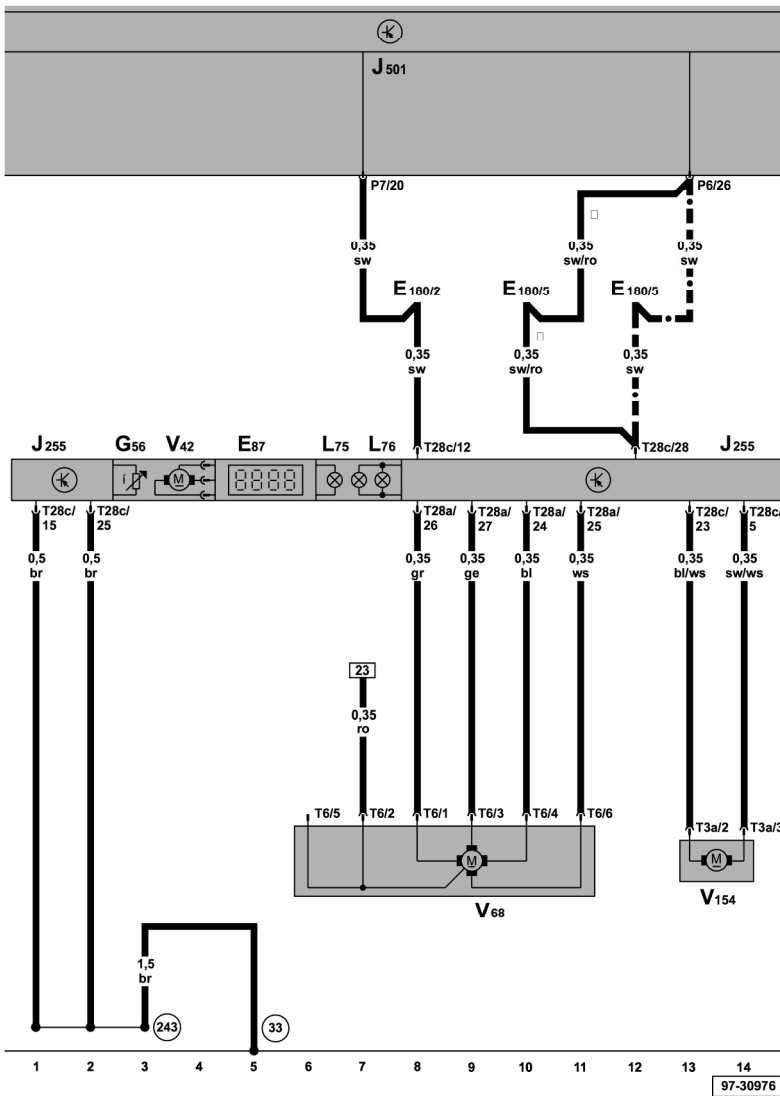 J501
P7/20 P6/26
0,35 0,35 0,35
sw sw/ro sw
E180/2 E180/5 E180/5
0,35 0,35 0,35
sw sw/ro sw
J255 G56 V42 E87 L75 L76 T28c/12 T28c/28 J255
i M 8888
T28c/ T28c/ T28a/ T28a/ T28a/ T28a/ T28c/ T28c/
15 25 26 27 24 25 23 5
0,5 0,5 0,35 0,35 0,35 0,35 0,35 0,35
br br gr ge bl ws bl/ws sw/ws
23
0,35
ro
T6/5 T6/2 T6/1 T6/3 T6/4 T6/6 T3a/2 T3a/3
M M
V68 V154
1,5
br
243 33
1 2 3 4 5 6 7 8 9 10 11 12 13 14
97-30976